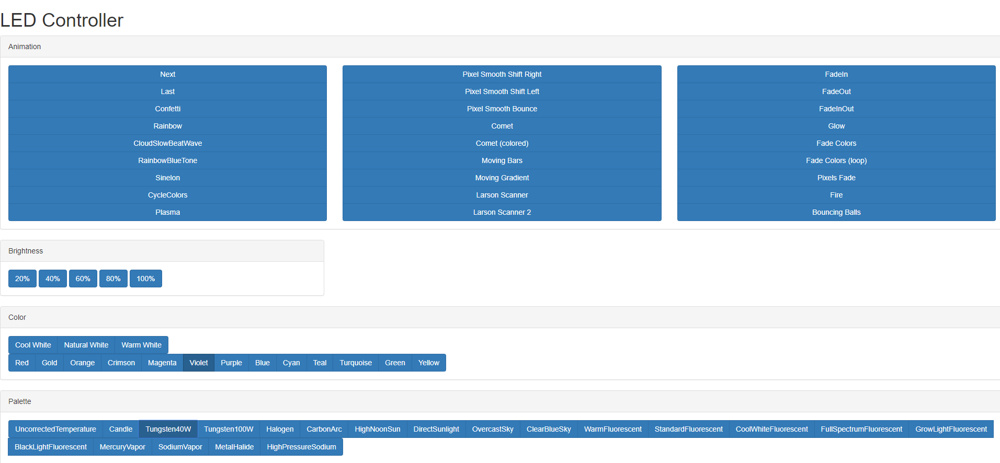 LED Controller
Animation
Next
Last
Confetti
Rainbow
CloudSlowBeatWave
RainbowBlueTone
Sinelon
CycleColors
Plasma
Pixel Smooth Shift Right
Pixel Smooth Shift Left
Pixel Smooth Bounce
Comet
Comet (colored)
Moving Bars
Moving Gradient
Larson Scanner
Larson Scanner 2
FadeIn
FadeOut
FadeInOut
Glow
Fade Colors
Fade Colors (loop)
Pixels Fade
Fire
Bouncing Balls
Brightness
20% 40% 60% 80% 100%
Color
Cool White Natural White Warm White
Red Gold Orange Crimson Magenta Violet Purple Blue Cyan Teal Turquoise Green Yellow
Palette
UncorrectedTemperature Candle Tungsten40W Tungsten100W Halogen CarbonArc HighNoonSun DirectSunlight OvercastSky ClearBlueSky WarmFluorescent StandardFluorescent CoolWhiteFluorescent FullSpectrumFluorescent GrowLightFluorescent
BlackLightFluorescent MercuryVapor SodiumVapor MetalHalide HighPressureSodium